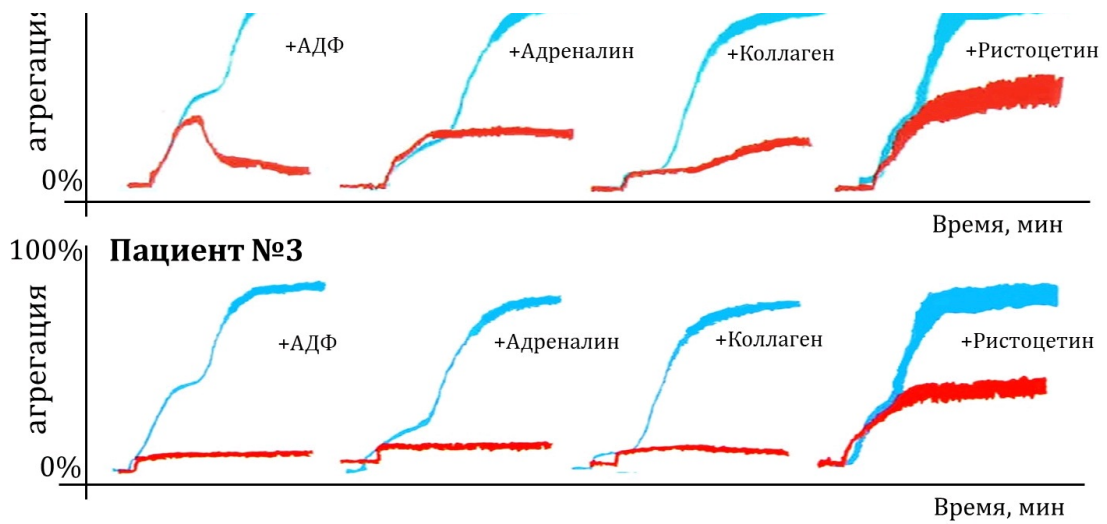 агрегация
+АДФ
+Адреналин
+Коллаген
+Ристоцетин
0%
Время, мин
100%
Пациент №3
агрегация
+АДФ
+Адреналин
+Коллаген
+Ристоцетин
0%
Время, мин